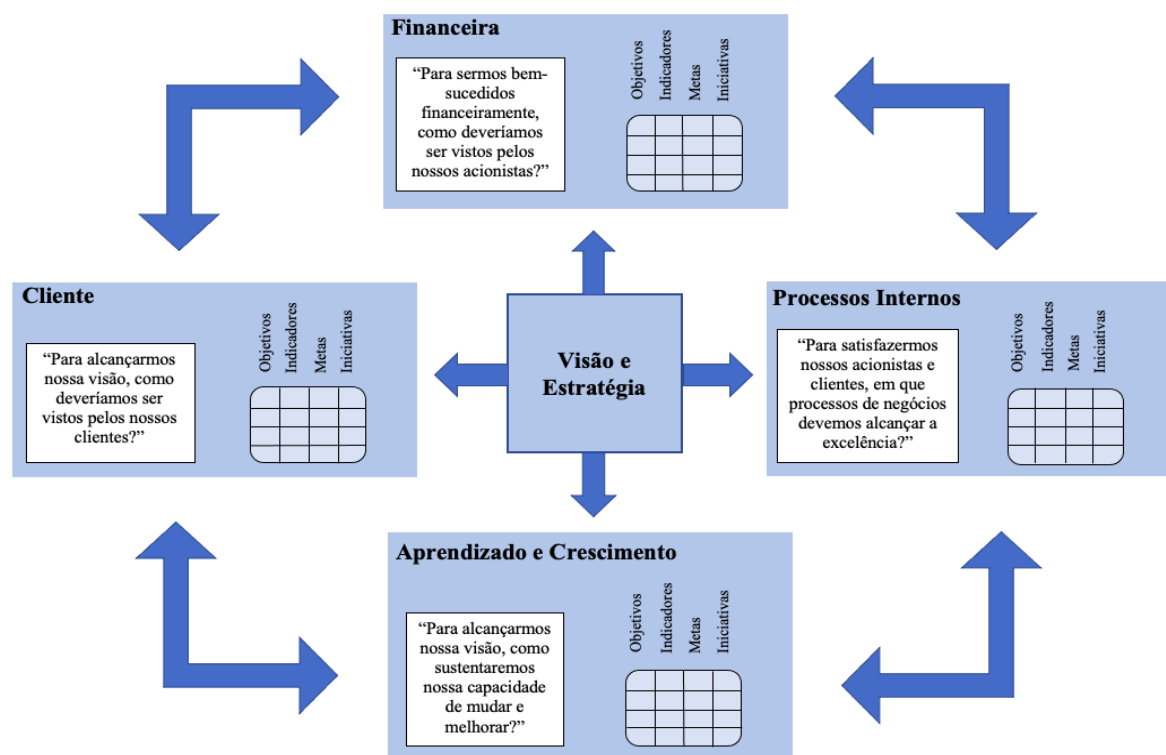 Financeira
“Para sermos bem-
sucedidos
financeiramente,
como deveríamos
ser vistos pelos
nossos acionistas?”
Objetivos
Indicadores
Metas
Iniciativas
Cliente
“Para alcançarmos
nossa visão, como
deveríamos ser
vistos pelos nossos
clientes?”
Objetivos
Indicadores
Metas
Iniciativas
Visão e
Estratégia
Processos Internos
“Para satisfazermos
nossos acionistas e
clientes, em que
processos de negócios
devemos alcançar a
excelência?”
Objetivos
Indicadores
Metas
Iniciativas
Aprendizado e Crescimento
“Para alcançarmos
nossa visão, como
sustentaremos
nossa capacidade
de mudar e
melhorar?”
Objetivos
Indicadores
Metas
Iniciativas